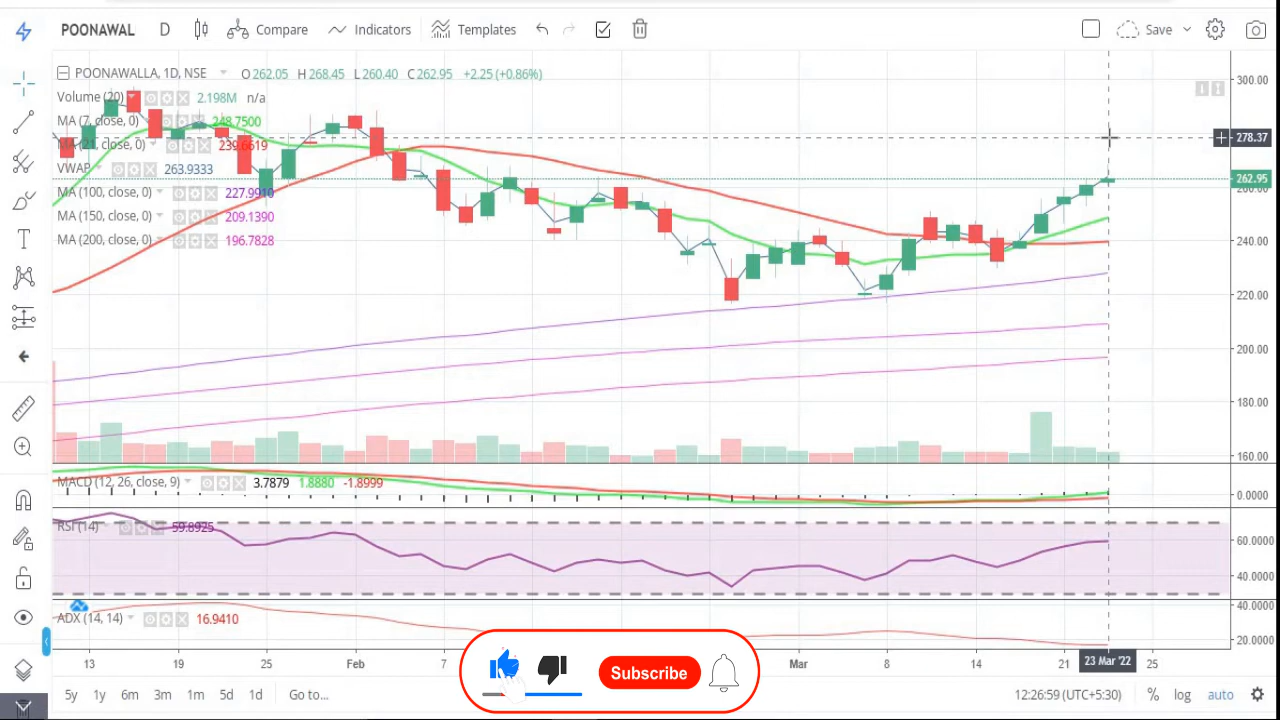 POONAWAL D Compare Indicators Templates Save
POONAWALLA, 1D, NSE O262.05 H268.45 L260.40 C262.95 +2.25 (+0.86%)
Volume (20) 2.198M n/a
MA (7, close, 0) 248.7500
MA (21, close, 0) 239.6619
VWAP 263.9333
MA (100, close, 0) 227.9910
MA (150, close, 0) 209.1390
MA (200, close, 0) 196.7828
300.00
278.37
262.95
260.00
240.00
220.00
200.00
180.00
160.00
MACD (12, 26, close, 9) 3.7879 1.8880 -1.8999
0.0000
RSI (14) 59.8925
60.0000
40.0000
ADX (14, 14) 16.9410
40.0000
20.0000
13 19 25 Feb 7 Mar 8 14 21 23 Mar '22 25
Subscribe
5y 1y 6m 3m 1m 5d 1d Go to... 12:26:59 (UTC+5:30) % log auto